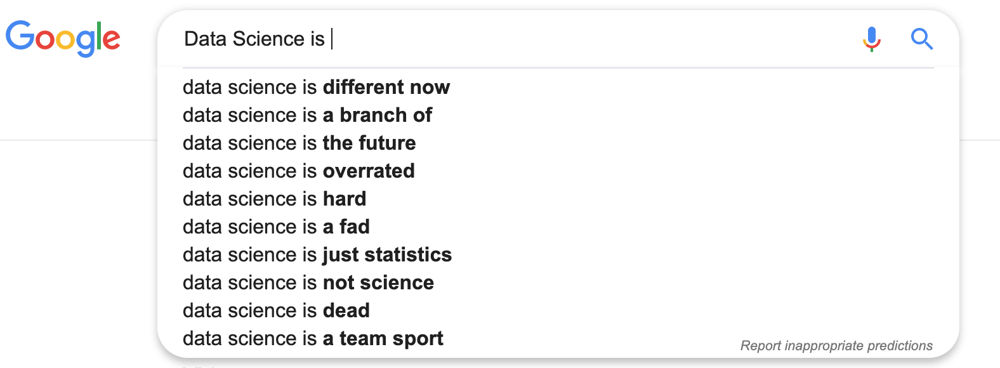 Google
Data Science is
data science is different now
data science is a branch of
data science is the future
data science is overrated
data science is hard
data science is a fad
data science is just statistics
data science is not science
data science is dead
data science is a team sport
Report inappropriate predictions